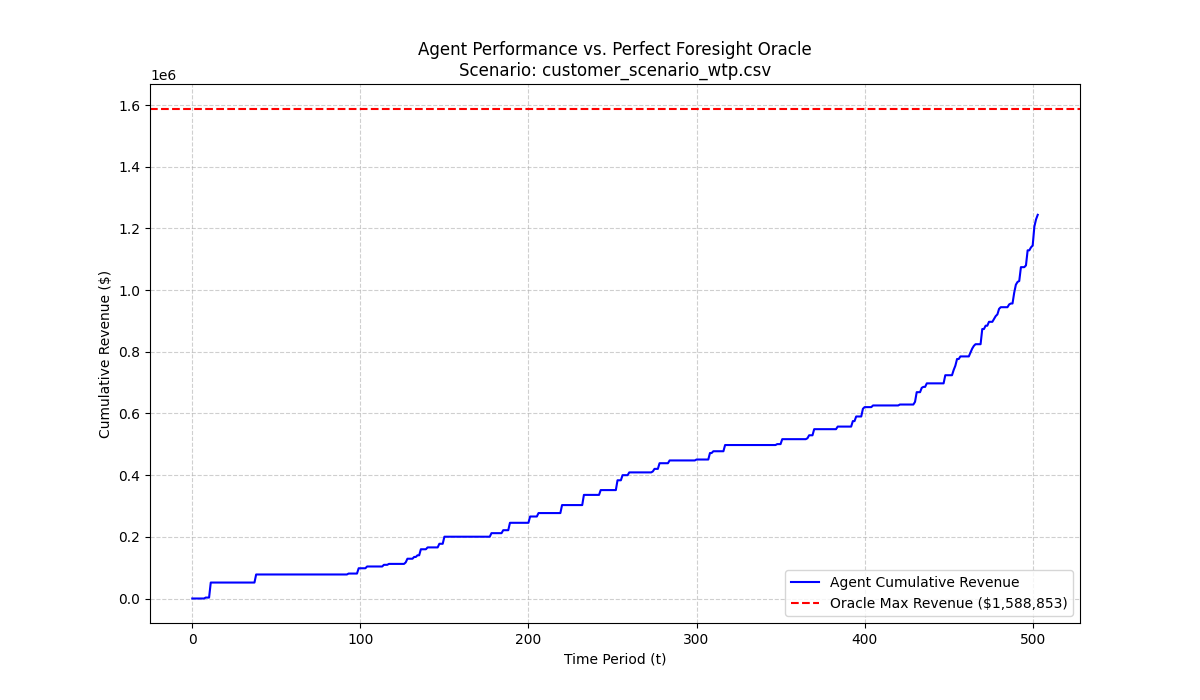 Agent Performance vs. Perfect Foresight Oracle
Scenario: customer_scenario_wtp.csv
1e6
1.6
1.4
1.2
1.0
0.8
0.6
0.4
0.2
0.0
Cumulative Revenue ($)
Agent Cumulative Revenue
Oracle Max Revenue ($1,588,853)
0 100 200 300 400 500
Time Period (t)